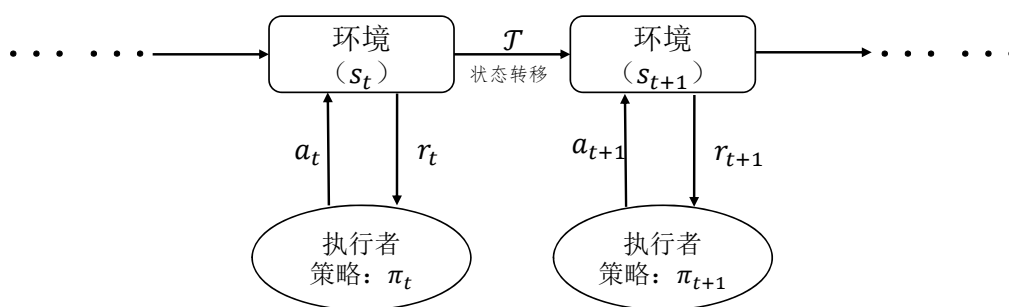 环境
（s_t）
𝒯
状态转移
环境
（s_{t+1}）
a_t
r_t
a_{t+1}
r_{t+1}
执行者
策略：π_t
执行者
策略：π_{t+1}